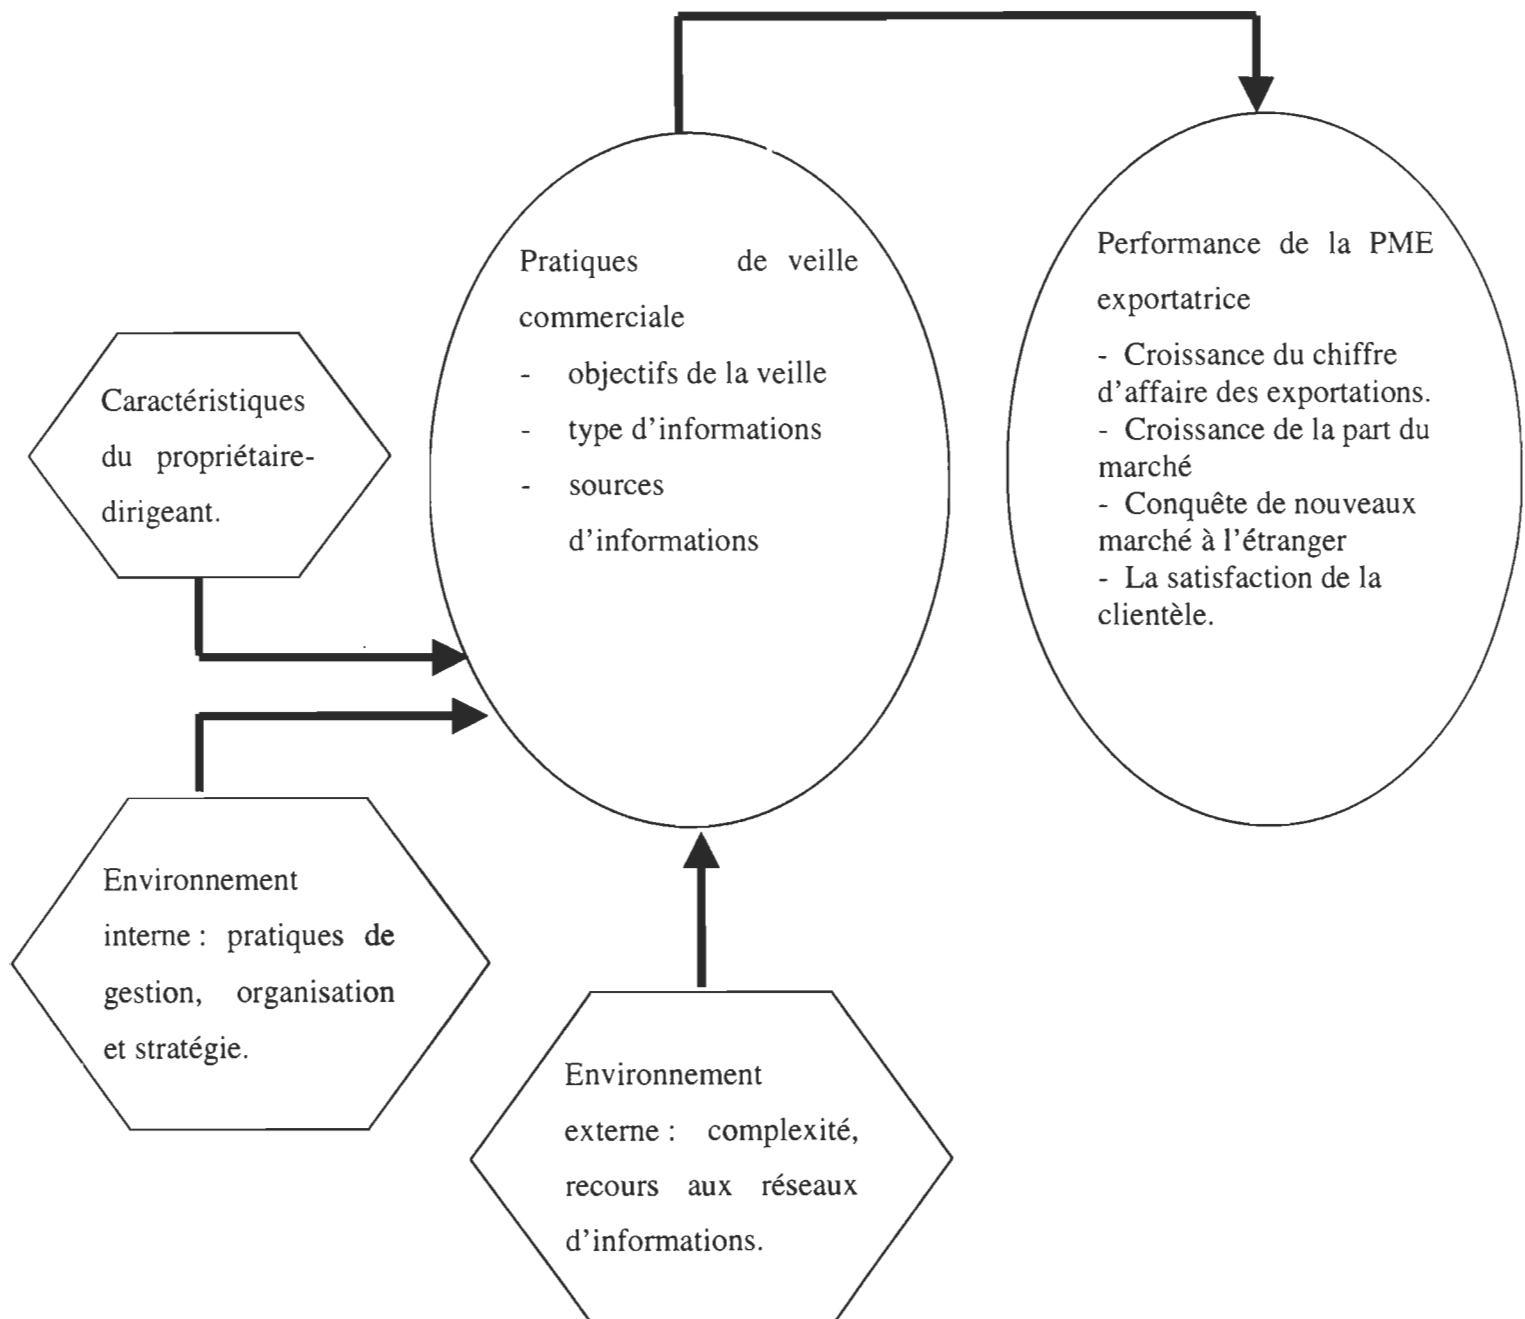 Caractéristiques
du propriétaire-
dirigeant.
Pratiques de veille
commerciale
- objectifs de la veille
- type d'informations
- sources
d'informations
Performance de la PME
exportatrice
- Croissance du chiffre
d'affaire des exportations.
- Croissance de la part du
marché
- Conquête de nouveaux
marché à l'étranger
- La satisfaction de la
clientèle.
Environnement
interne : pratiques de
gestion, organisation
et stratégie.
Environnement
externe : complexité,
recours aux réseaux
d'informations.